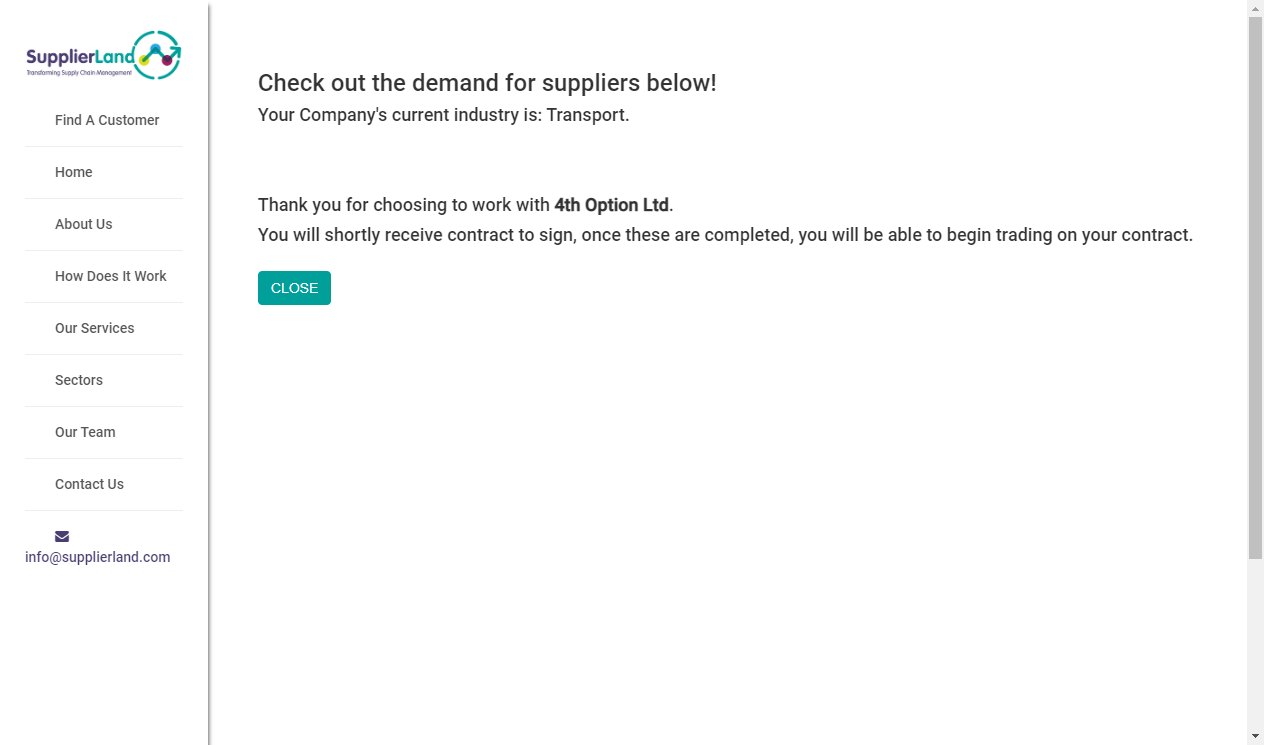 SupplierLand
Transforming Supply Chain Management
Find A Customer
Home
About Us
How Does It Work
Our Services
Sectors
Our Team
Contact Us
info@supplierland.com
Check out the demand for suppliers below!
Your Company's current industry is: Transport.
Thank you for choosing to work with 4th Option Ltd.
You will shortly receive contract to sign, once these are completed, you will be able to begin trading on your contract.
CLOSE